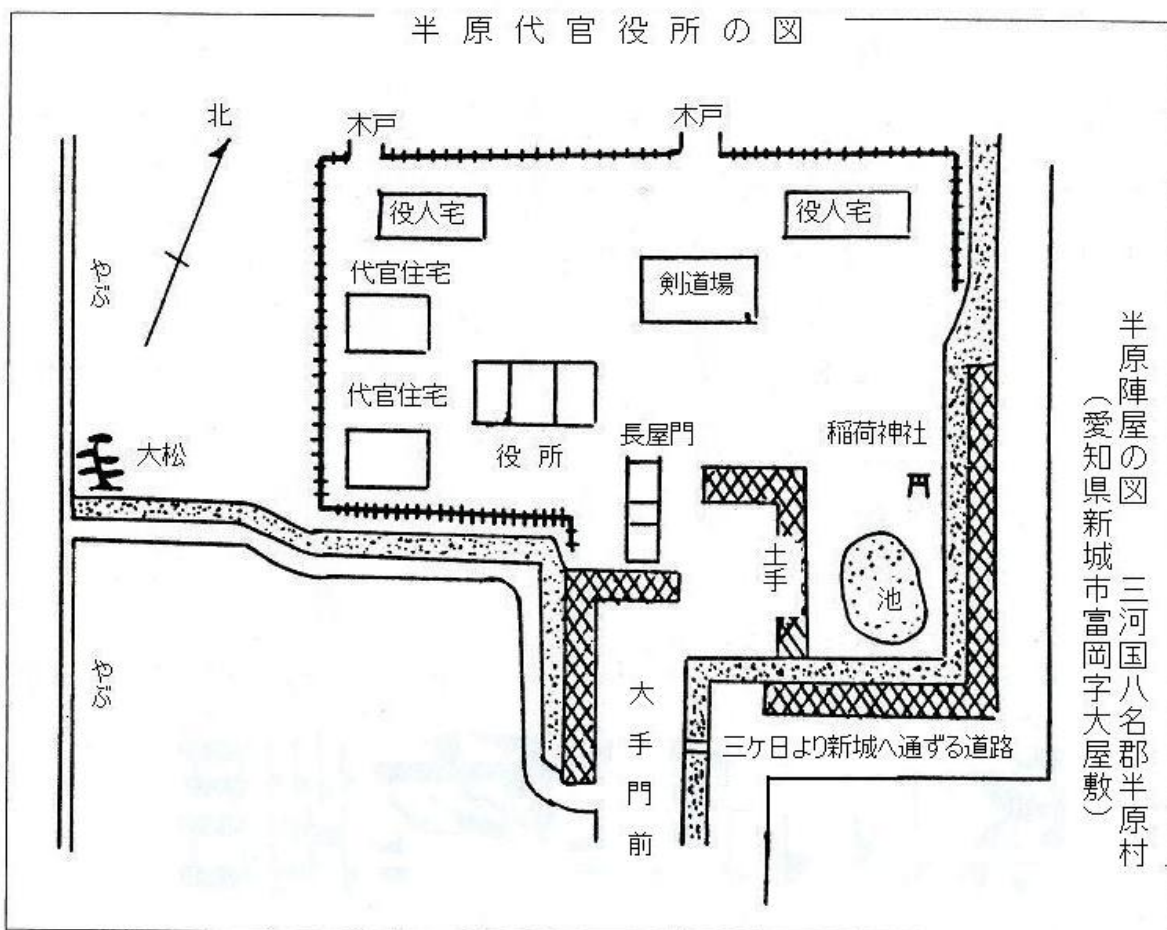 半原代官役所の図
北
木戸
木戸
役人宅
役人宅
やぶ
代官住宅
剣道場
代官住宅
大松
役所
長屋門
稲荷神社
土手
池
やぶ
大手門前
三ケ日より新城へ通ずる道路
半原陣屋の図　三河国八名郡半原村
（愛知県新城市富岡字大屋敷）